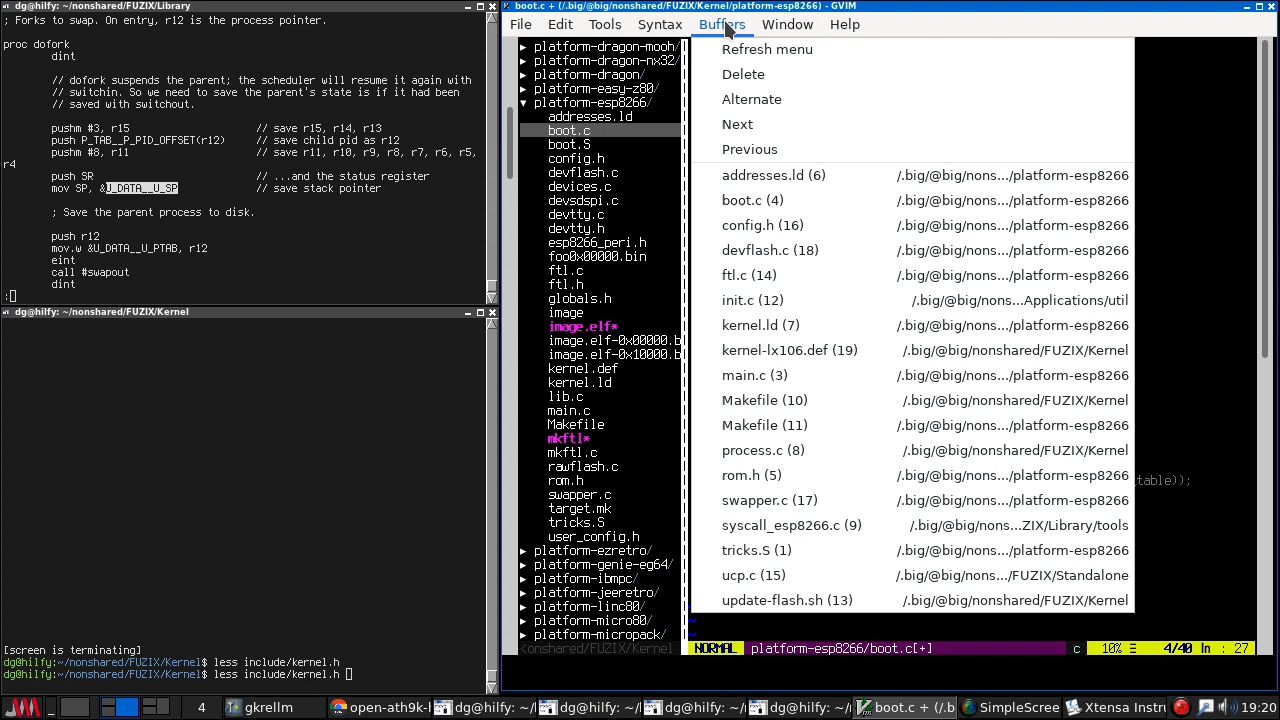 dg@hilfy: ~/nonshared/FUZIX/Library
; Forks to swap. On entry, r12 is the process pointer.
proc dofork
dint
// dofork suspends the parent; the scheduler will resume it again with
// switchin. So we need to save the parent's state is if it had been
// saved with switchout.
pushm #3, r15 // save r15, r14, r13
push P_TAB__P_PID_OFFSET(r12) // save child pid as r12
pushm #8, r11 // save r11, r10, r9, r8, r7, r6, r5,
r4
push SR // ...and the status register
mov SP, &U_DATA__U_SP // save stack pointer
; Save the parent process to disk.
push r12
mov.w &U_DATA__U_PTAB, r12
eint
call #swapout
dint
:
dg@hilfy: ~/nonshared/FUZIX/Kernel
[screen is terminating]
dg@hilfy:~/nonshared/FUZIX/Kernel$ less include/kernel.h
dg@hilfy:~/nonshared/FUZIX/Kernel$ less include/kernel.h
boot.c + (/.big/@big/nonshared/FUZIX/Kernel/platform-esp8266) - GVIM
File Edit Tools Syntax Buffers Window Help
▶ platform-dragon-mooh/
▶ platform-dragon-nx32/
▶ platform-dragon/
▶ platform-easy-z80/
▼ platform-esp8266/
addresses.ld
boot.c
boot.S
config.h
devflash.c
devices.c
devsdspi.c
devtty.c
devtty.h
esp8266_peri.h
foo0x00000.bin
ftl.c
ftl.h
globals.h
image
image.elf*
image.elf-0x00000.b
image.elf-0x10000.b
kernel.def
kernel.ld
lib.c
main.c
Makefile
mkftl*
mkftl.c
rawflash.c
rom.h
swapper.c
target.mk
tricks.S
user_config.h
▶ platform-ezretro/
▶ platform-genie-eg64/
▶ platform-ibmpc/
▶ platform-jeeretro/
▶ platform-linc80/
▶ platform-micro80/
▶ platform-micropack/
<onshared/FUZIX/Kernel
Refresh menu
Delete
Alternate
Next
Previous
addresses.ld (6) /.big/@big/nons.../platform-esp8266
boot.c (4) /.big/@big/nons.../platform-esp8266
config.h (16) /.big/@big/nons.../platform-esp8266
devflash.c (18) /.big/@big/nons.../platform-esp8266
ftl.c (14) /.big/@big/nons.../platform-esp8266
init.c (12) /.big/@big/nons...Applications/util
kernel.ld (7) /.big/@big/nons.../platform-esp8266
kernel-lx106.def (19) /.big/@big/nonshared/FUZIX/Kernel
main.c (3) /.big/@big/nons.../platform-esp8266
Makefile (10) /.big/@big/nonshared/FUZIX/Kernel
Makefile (11) /.big/@big/nons.../platform-esp8266
process.c (8) /.big/@big/nonshared/FUZIX/Kernel
rom.h (5) /.big/@big/nons.../platform-esp8266
swapper.c (17) /.big/@big/nons.../platform-esp8266
syscall_esp8266.c (9) /.big/@big/nons...ZIX/Library/tools
tricks.S (1) /.big/@big/nons.../platform-esp8266
ucp.c (15) /.big/@big/nons.../FUZIX/Standalone
update-flash.sh (13) /.big/@big/nonshared/FUZIX/Kernel
table));
~
NORMAL platform-esp8266/boot.c[+] c 10% ☰ 4/40 ln : 27
4 gkrellm open-ath9k- dg@hilfy: ~/ dg@hilfy: ~/ dg@hilfy: ~/ dg@hilfy: ~/ boot.c + (/.b SimpleScree Xtensa Instr 19:20